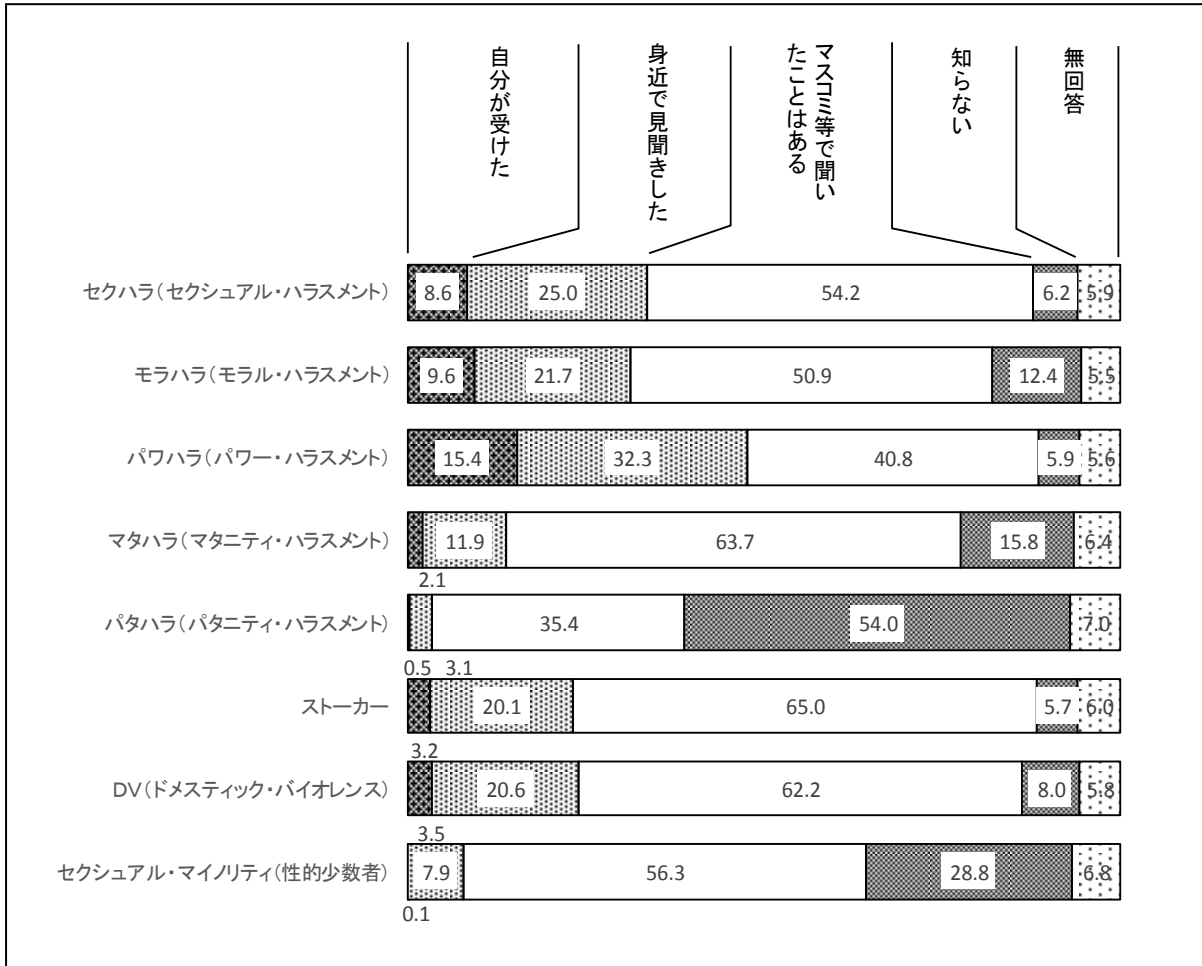 自分が受けた
身近で見聞きした
マスコミ等で聞い
たことはある
知らない
無回答
セクハラ(セクシュアル・ハラスメント)
8.6
25.0
54.2
6.2
5.9
モラハラ(モラル・ハラスメント)
9.6
21.7
50.9
12.4
5.5
パワハラ(パワー・ハラスメント)
15.4
32.3
40.8
5.9
5.6
マタハラ(マタニティ・ハラスメント)
11.9
63.7
15.8
6.4
2.1
パタハラ(パタニティ・ハラスメント)
35.4
54.0
7.0
0.5
3.1
ストーカー
20.1
65.0
5.7
6.0
3.2
DV(ドメスティック・バイオレンス)
20.6
62.2
8.0
5.8
3.5
セクシュアル・マイノリティ(性的少数者)
7.9
56.3
28.8
6.8
0.1